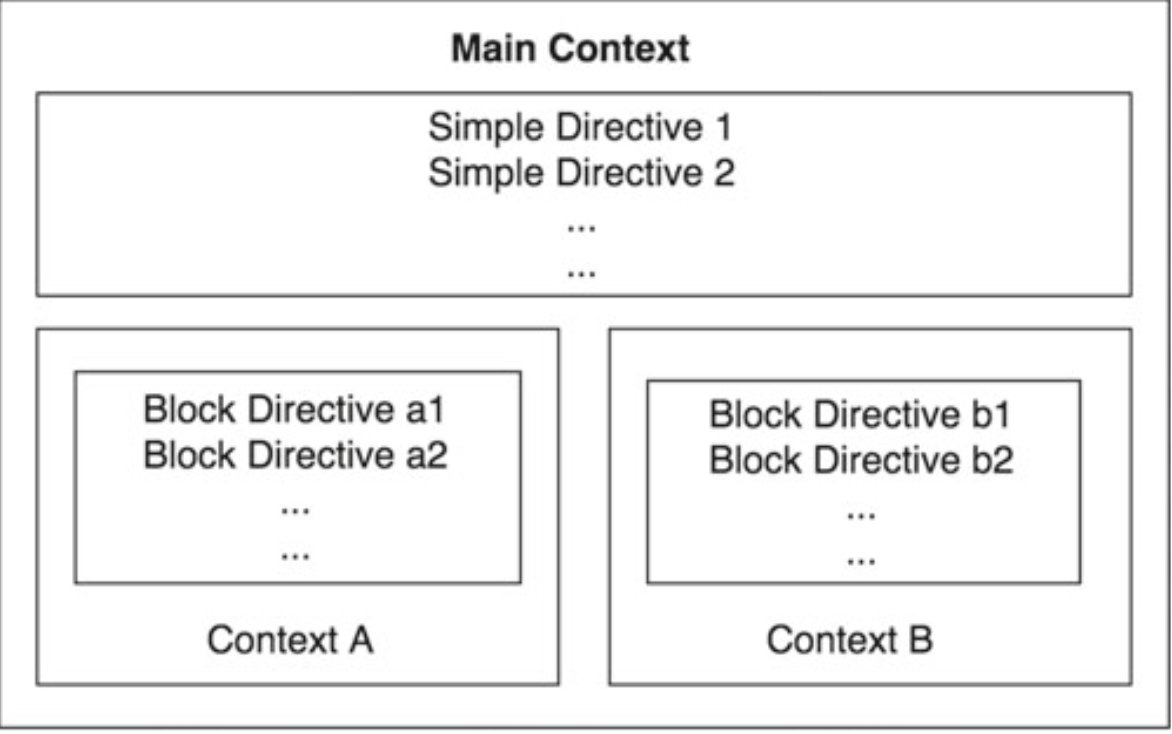 Main Context
Simple Directive 1
Simple Directive 2
...
...
Block Directive a1
Block Directive a2
...
...
Context A
Block Directive b1
Block Directive b2
...
...
Context B